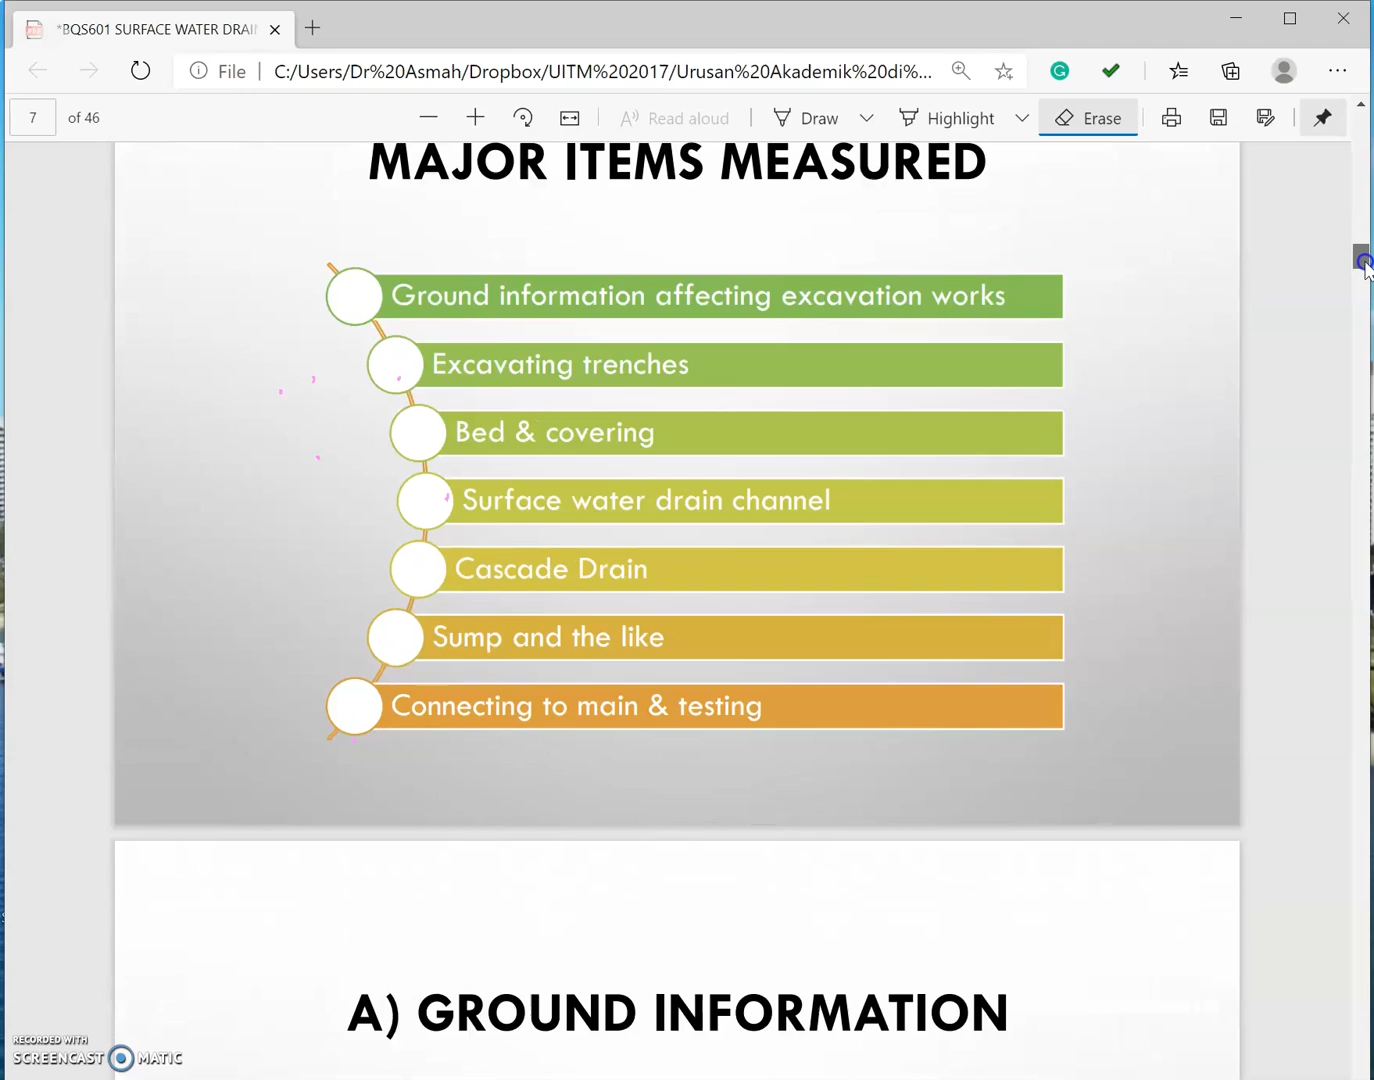 *BQS601 SURFACE WATER DRAI
File
C:/Users/Dr%20Asmah/Dropbox/UITM%202017/Urusan%20Akademik%20di%...
7 of 46
Read aloud
Draw
Highlight
Erase
MAJOR ITEMS MEASURED
Ground information affecting excavation works
Excavating trenches
Bed & covering
Surface water drain channel
Cascade Drain
Sump and the like
Connecting to main & testing
A) GROUND INFORMATION
RECORDED WITH
SCREENCAST MATIC